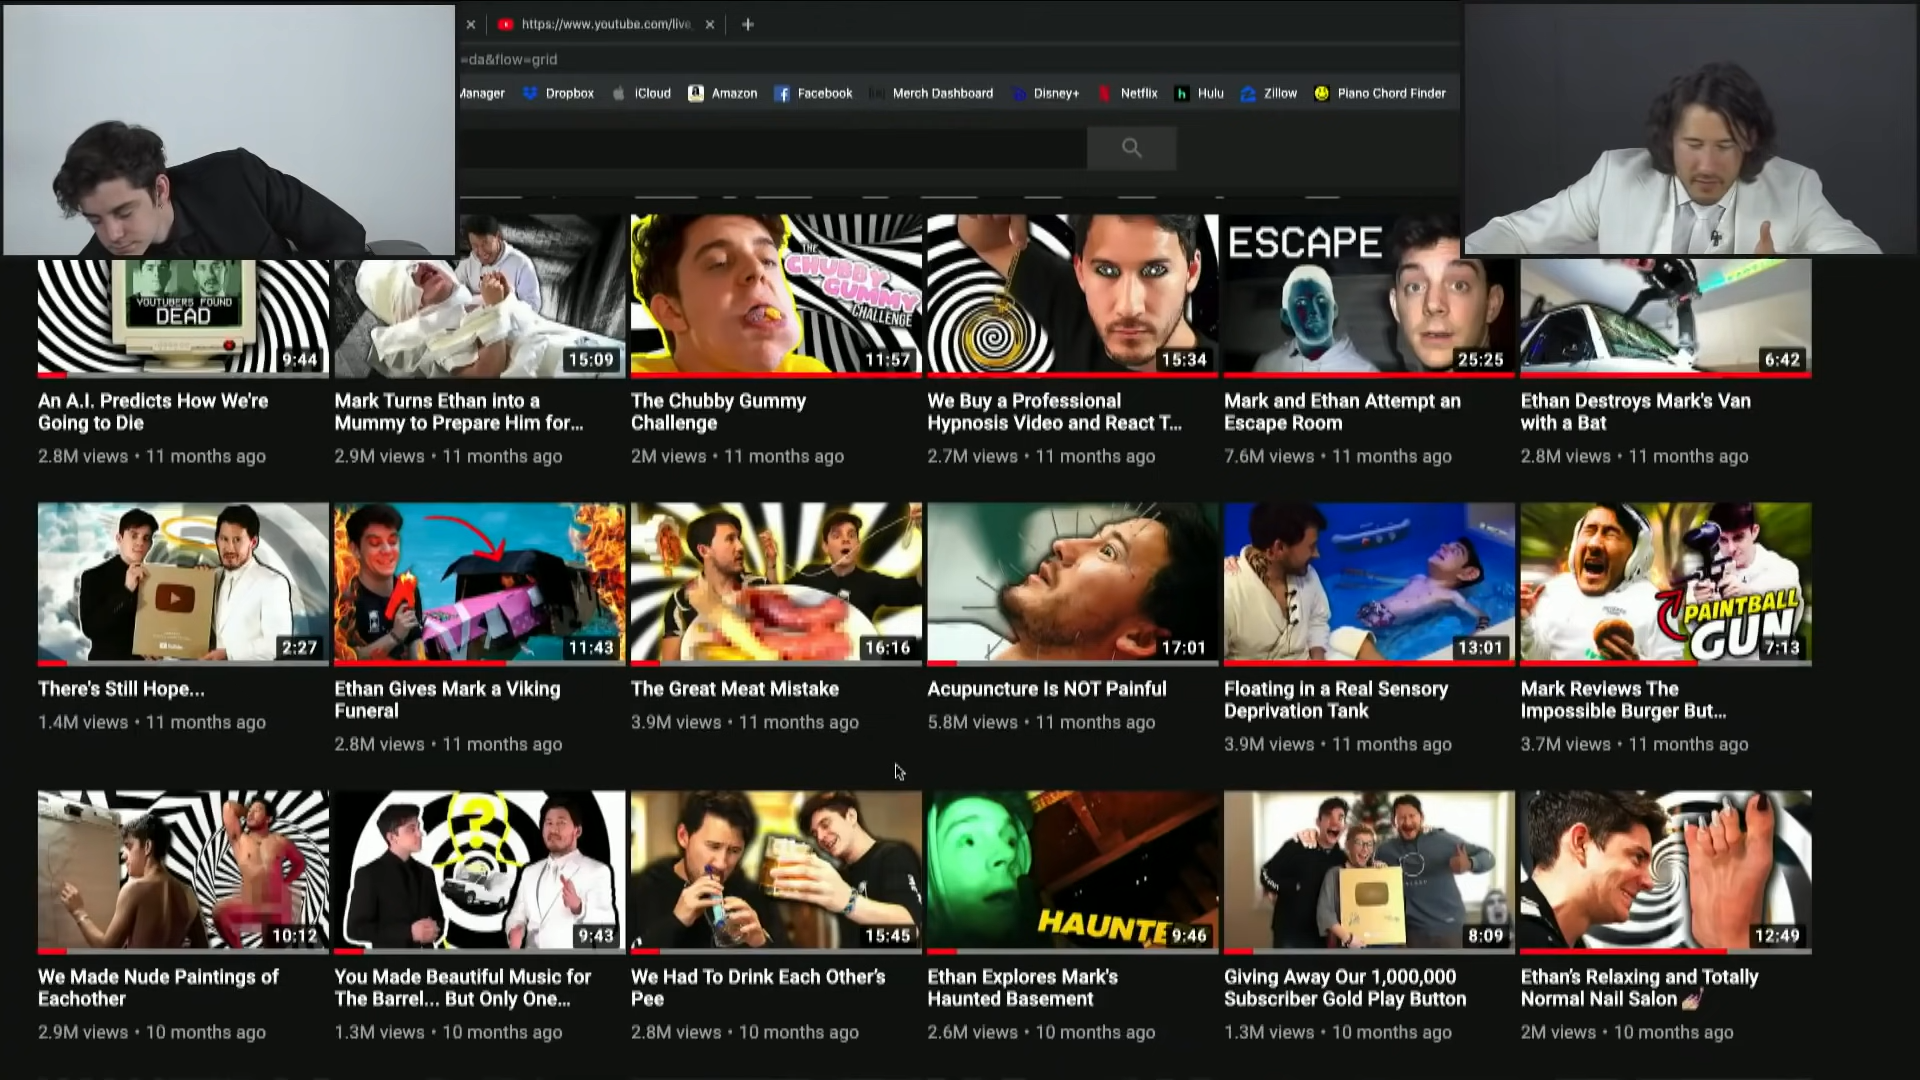 https://www.youtube.com/live
=da&flow=grid
Manager Dropbox iCloud Amazon Facebook Merch Dashboard Disney+ Netflix Hulu Zillow Piano Chord Finder
YOUTUBERS FOUND
DEAD
9:44
15:09
THE
CHUBBY
GUMMY
CHALLENGE
11:57
15:34
ESCAPE
25:25
6:42
An A.I. Predicts How We're
Going to Die
2.8M views • 11 months ago
Mark Turns Ethan into a
Mummy to Prepare Him for...
2.9M views • 11 months ago
The Chubby Gummy
Challenge
2M views • 11 months ago
We Buy a Professional
Hypnosis Video and React T...
2.7M views • 11 months ago
Mark and Ethan Attempt an
Escape Room
7.6M views • 11 months ago
Ethan Destroys Mark's Van
with a Bat
2.8M views • 11 months ago
2:27
11:43
16:16
17:01
13:01
PAINTBALL
GUN
7:13
There's Still Hope...
1.4M views • 11 months ago
Ethan Gives Mark a Viking
Funeral
2.8M views • 11 months ago
The Great Meat Mistake
3.9M views • 11 months ago
Acupuncture Is NOT Painful
5.8M views • 11 months ago
Floating in a Real Sensory
Deprivation Tank
3.9M views • 11 months ago
Mark Reviews The
Impossible Burger But...
3.7M views • 11 months ago
10:12
?
9:43
15:45
HAUNTE
9:46
8:09
12:49
We Made Nude Paintings of
Eachother
2.9M views • 10 months ago
You Made Beautiful Music for
The Barrel... But Only One...
1.3M views • 10 months ago
We Had To Drink Each Other's
Pee
2.8M views • 10 months ago
Ethan Explores Mark's
Haunted Basement
2.6M views • 10 months ago
Giving Away Our 1,000,000
Subscriber Gold Play Button
1.3M views • 10 months ago
Ethan's Relaxing and Totally
Normal Nail Salon 💅
2M views • 10 months ago